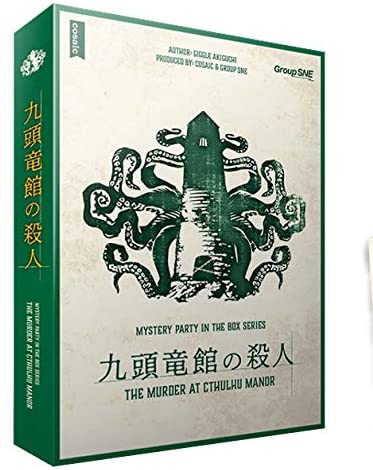 cosaic
AUTHOR: GIGGLE AKIGUCHI
PRODUCED BY: COSAIC & GROUP SNE
Group SNE
MYSTERY PARTY IN THE BOX SERIES
九頭竜館の殺人
THE MURDER AT CTHULHU MANOR
九頭竜館の殺人
MYSTERY PARTY IN THE BOX SERIES
THE MURDER AT CTHULHU MANOR